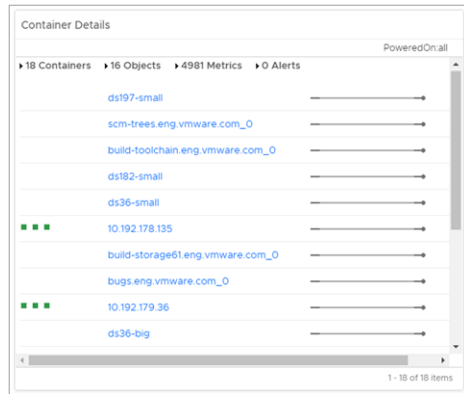 Container Details
PoweredOn:all
18 Containers 16 Objects 4981 Metrics 0 Alerts
ds197-small
scm-trees.eng.vmware.com_0
build-toolchain.eng.vmware.com_0
ds182-small
ds36-small
10.192.178.135
build-storage61.eng.vmware.com_0
bugs.eng.vmware.com_0
10.192.179.36
ds36-big
1 - 18 of 18 items